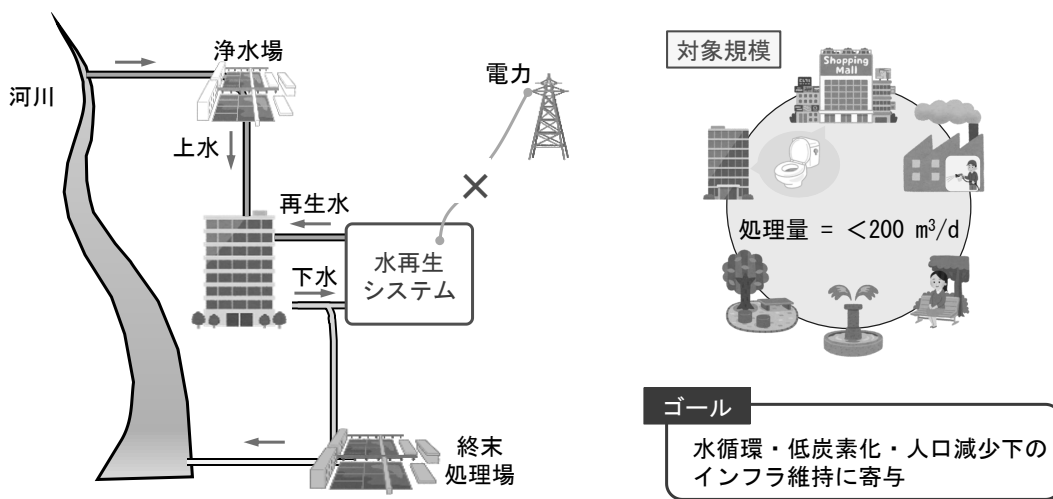 浄水場
河川
電力
上水
再生水
下水
水再生
システム
終末
処理場
対象規模
Shopping
Mall
処理量 = ＜200 m³/d
ゴール
水循環・低炭素化・人口減少下の
インフラ維持に寄与